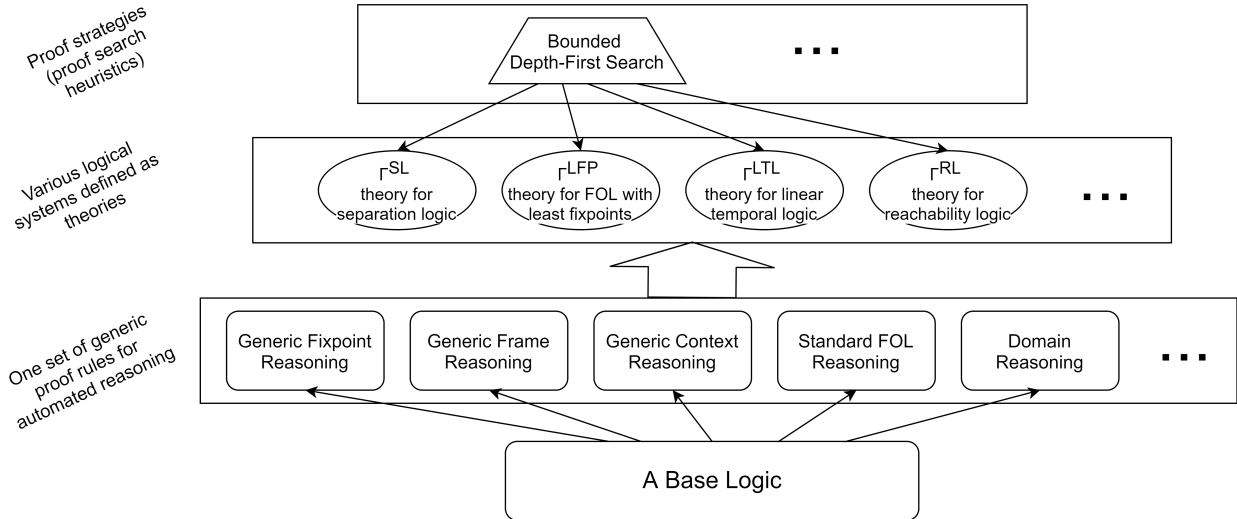 Proof strategies
(proof search
heuristics)
Bounded
Depth-First Search
...
Various logical
systems defined as
theories
┌SL
theory for
separation logic
┌LFP
theory for FOL with
least fixpoints
┌LTL
theory for linear
temporal logic
┌RL
theory for
reachability logic
...
One set of generic
proof rules for
automated reasoning
Generic Fixpoint
Reasoning
Generic Frame
Reasoning
Generic Context
Reasoning
Standard FOL
Reasoning
Domain
Reasoning
...
A Base Logic